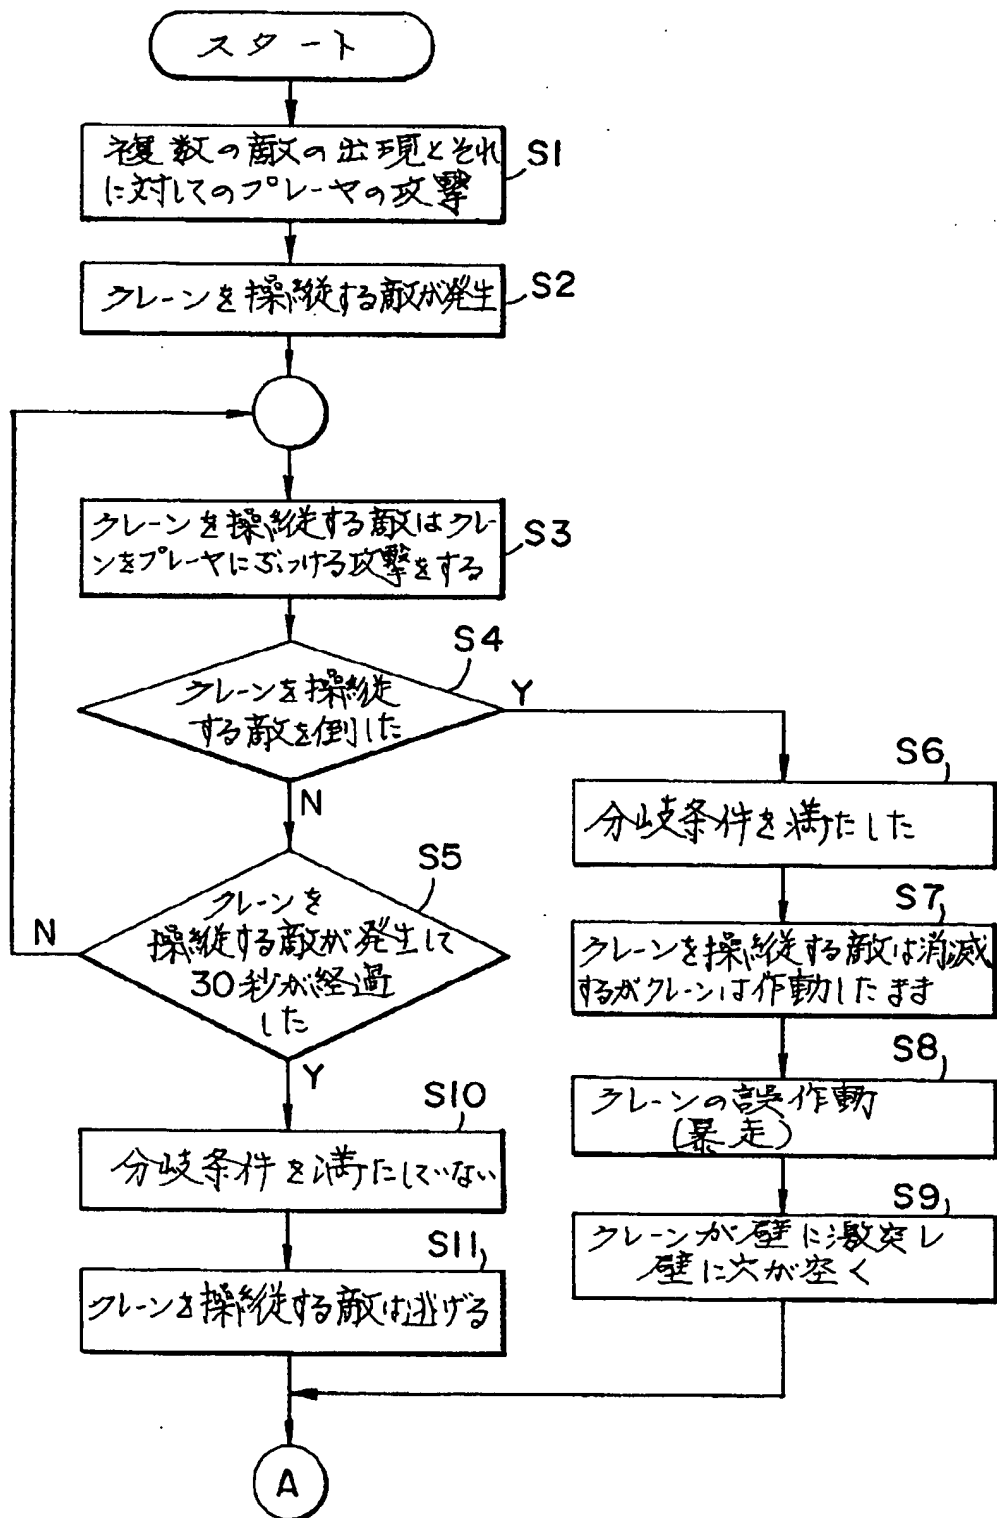 スタート
複数の敵の出現とそれ
に対してのプレーヤの攻撃
S1
クレーンを操縦する敵が発生
S2
クレーンを操縦する敵はクレー
ンをプレーヤにぶつける攻撃をする
S3
S4
クレーンを操縦
する敵を倒した
Y
N
S5
クレーンを
操縦する敵が発生して
30秒が経過
した
N
Y
S6
分岐条件を満たした
S7
クレーンを操縦する敵は消滅
するがクレーンは作動したまま
S8
クレーンの誤作動
(暴走)
S9
クレーンが壁に激突し
壁に穴が空く
S10
分岐条件を満たしていない
S11
クレーンを操縦する敵は逃げる
A